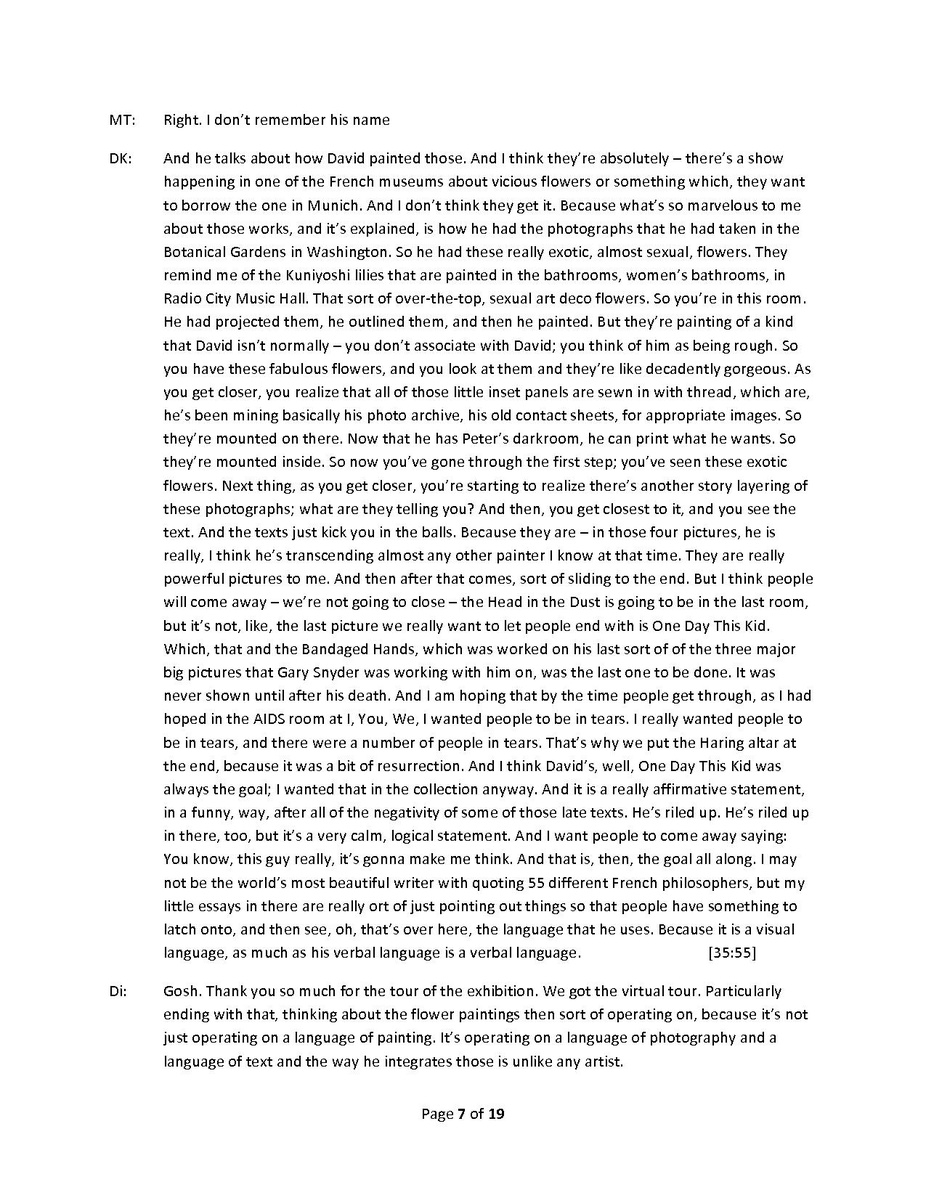 MT: Right. I don’t remember his name
DK: And he talks about how David painted those. And I think they’re absolutely – there’s a show
happening in one of the French museums about vicious flowers or something which, they want
to borrow the one in Munich. And I don’t think they get it. Because what’s so marvelous to me
about those works, and it’s explained, is how he had the photographs that he had taken in the
Botanical Gardens in Washington. So he had these really exotic, almost sexual, flowers. They
remind me of the Kuniyoshi lilies that are painted in the bathrooms, women’s bathrooms, in
Radio City Music Hall. That sort of over-the-top, sexual art deco flowers. So you’re in this room.
He had projected them, he outlined them, and then he painted. But they’re painting of a kind
that David isn’t normally – you don’t associate with David; you think of him as being rough. So
you have these fabulous flowers, and you look at them and they’re like decadently gorgeous. As
you get closer, you realize that all of those little inset panels are sewn in with thread, which are,
he’s been mining basically his photo archive, his old contact sheets, for appropriate images. So
they’re mounted on there. Now that he has Peter’s darkroom, he can print what he wants. So
they’re mounted inside. So now you’ve gone through the first step; you’ve seen these exotic
flowers. Next thing, as you get closer, you’re starting to realize there’s another story layering of
these photographs; what are they telling you? And then, you get closest to it, and you see the
text. And the texts just kick you in the balls. Because they are – in those four pictures, he is
really, I think he’s transcending almost any other painter I know at that time. They are really
powerful pictures to me. And then after that comes, sort of sliding to the end. But I think people
will come away – we’re not going to close – the Head in the Dust is going to be in the last room,
but it’s not, like, the last picture we really want to let people end with is One Day This Kid.
Which, that and the Bandaged Hands, which was worked on his last sort of of the three major
big pictures that Gary Snyder was working with him on, was the last one to be done. It was
never shown until after his death. And I am hoping that by the time people get through, as I had
hoped in the AIDS room at I, You, We, I wanted people to be in tears. I really wanted people to
be in tears, and there were a number of people in tears. That’s why we put the Haring altar at
the end, because it was a bit of resurrection. And I think David’s, well, One Day This Kid was
always the goal; I wanted that in the collection anyway. And it is a really affirmative statement,
in a funny, way, after all of the negativity of some of those late texts. He’s riled up. He’s riled up
in there, too, but it’s a very calm, logical statement. And I want people to come away saying:
You know, this guy really, it’s gonna make me think. And that is, then, the goal all along. I may
not be the world’s most beautiful writer with quoting 55 different French philosophers, but my
little essays in there are really ort of just pointing out things so that people have something to
latch onto, and then see, oh, that’s over here, the language that he uses. Because it is a visual
language, as much as his verbal language is a verbal language. [35:55]
Di: Gosh. Thank you so much for the tour of the exhibition. We got the virtual tour. Particularly
ending with that, thinking about the flower paintings then sort of operating on, because it’s not
just operating on a language of painting. It’s operating on a language of photography and a
language of text and the way he integrates those is unlike any artist.
Page 7 of 19